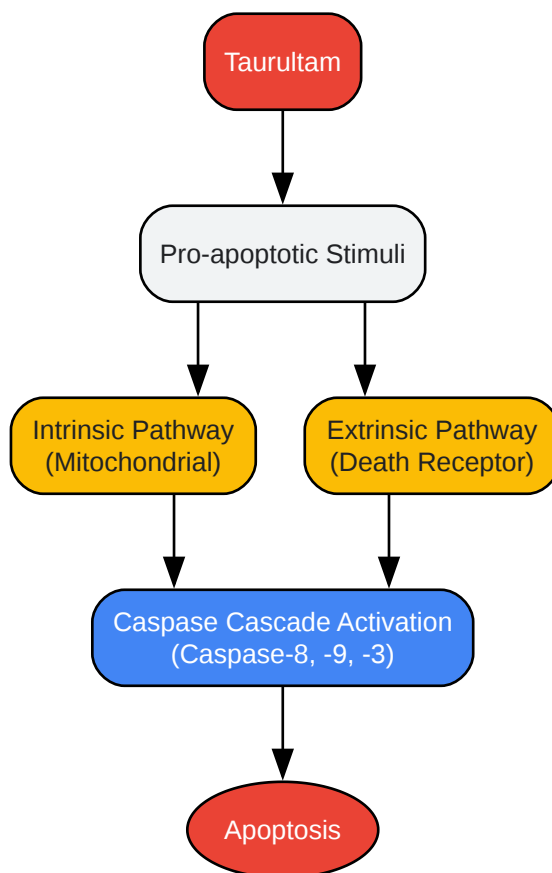 Taurultam
Pro-apoptotic Stimuli
Intrinsic Pathway
(Mitochondrial)
Extrinsic Pathway
(Death Receptor)
Caspase Cascade Activation
(Caspase-8, -9, -3)
Apoptosis